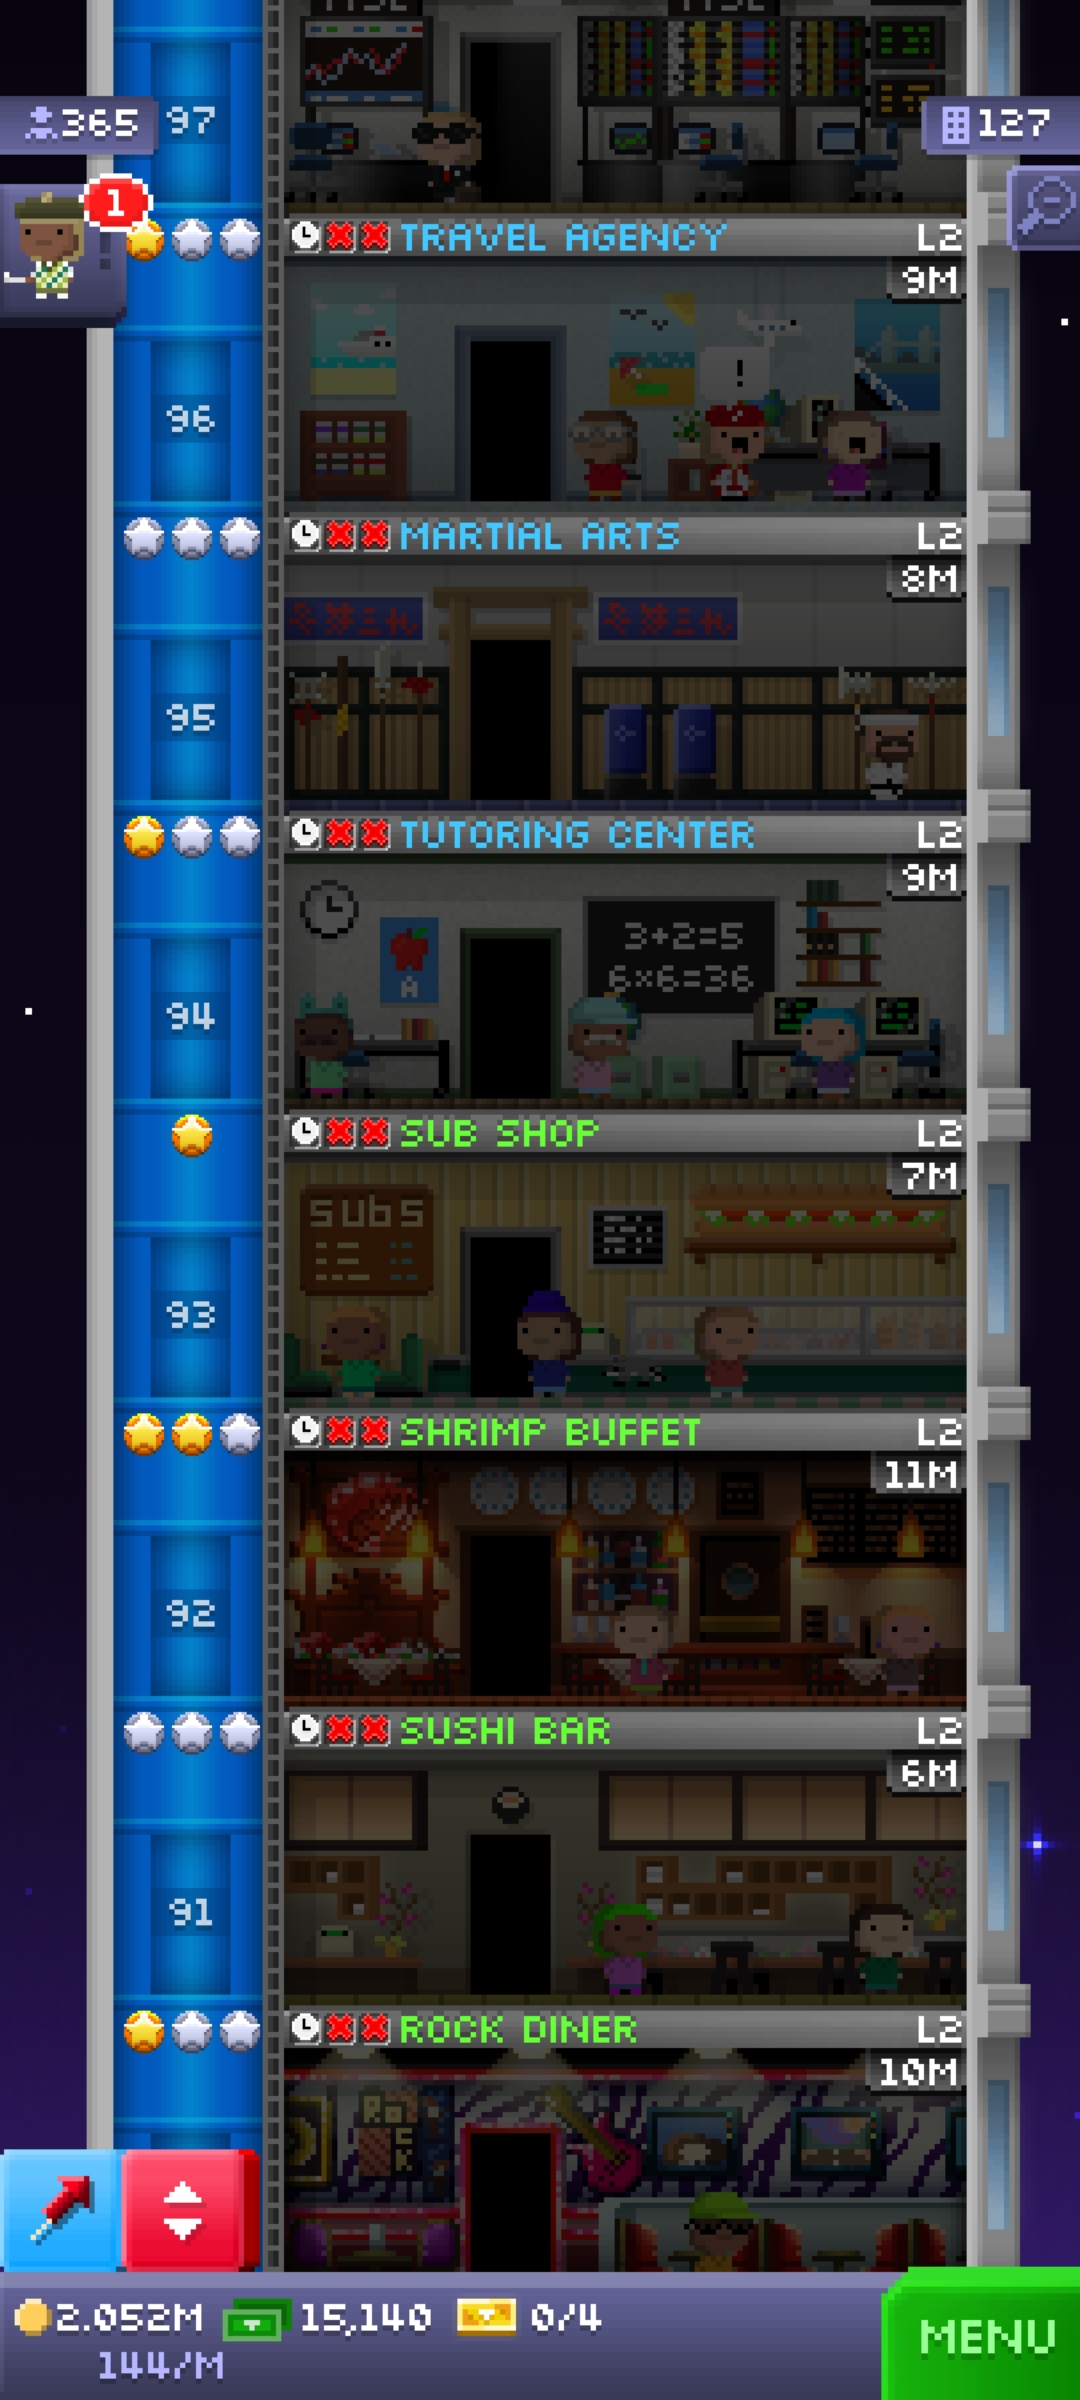 97
365
127
1
TRAVEL AGENCY L2
9M
!
96
MARTIAL ARTS L2
8M
95
TUTORING CENTER L2
9M
3+2=5
A
6×6=36
94
SUB SHOP L2
7M
subs
93
SHRIMP BUFFET L2
11M
92
SUSHI BAR L2
6M
91
ROCK DINER L2
10M
2.052M 15,140 0/4
144/M
MENU